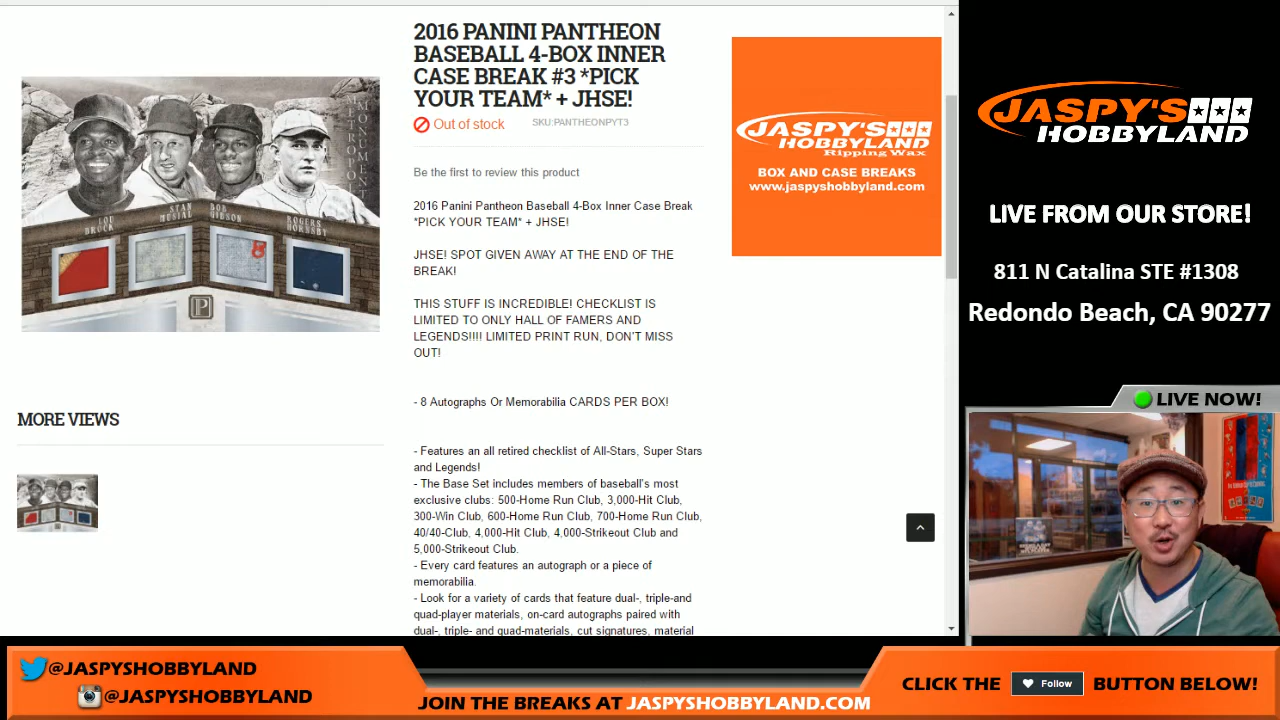 2016 PANINI PANTHEON
BASEBALL 4-BOX INNER
CASE BREAK #3 *PICK
YOUR TEAM* + JHSE!
Out of stock
SKU:PANTHEONPYT3
Be the first to review this product
2016 Panini Pantheon Baseball 4-Box Inner Case Break
*PICK YOUR TEAM* + JHSE!
JHSE! SPOT GIVEN AWAY AT THE END OF THE
BREAK!
THIS STUFF IS INCREDIBLE! CHECKLIST IS
LIMITED TO ONLY HALL OF FAMERS AND
LEGENDS!!!! LIMITED PRINT RUN, DON'T MISS
OUT!
- 8 Autographs Or Memorabilia CARDS PER BOX!
- Features an all retired checklist of All-Stars, Super Stars
and Legends!
- The Base Set includes members of baseball's most
exclusive clubs: 500-Home Run Club, 3,000-Hit Club,
300-Win Club, 600-Home Run Club, 700-Home Run Club,
40/40-Club, 4,000-Hit Club, 4,000-Strikeout Club and
5,000-Strikeout Club.
- Every card features an autograph or a piece of
memorabilia.
- Look for a variety of cards that feature dual-, triple-and
quad-player materials, on-card autographs paired with
dual-, triple- and quad-materials, cut signatures, material
LOU
BROCK
STAN
MUSIAL
BOB
GIBSON
ROGERS
HORNSBY
P
MORE VIEWS
JASPY'S
HOBBYLAND
Ripping Wax
BOX AND CASE BREAKS
www.jaspyshobbyland.com
JASPY'S
HOBBYLAND
LIVE FROM OUR STORE!
811 N Catalina STE #1308
Redondo Beach, CA 90277
LIVE NOW!
@JASPYSHOBBYLAND
@JASPYSHOBBYLAND
JOIN THE BREAKS AT JASPYSHOBBYLAND.COM
CLICK THE
Follow
BUTTON BELOW!